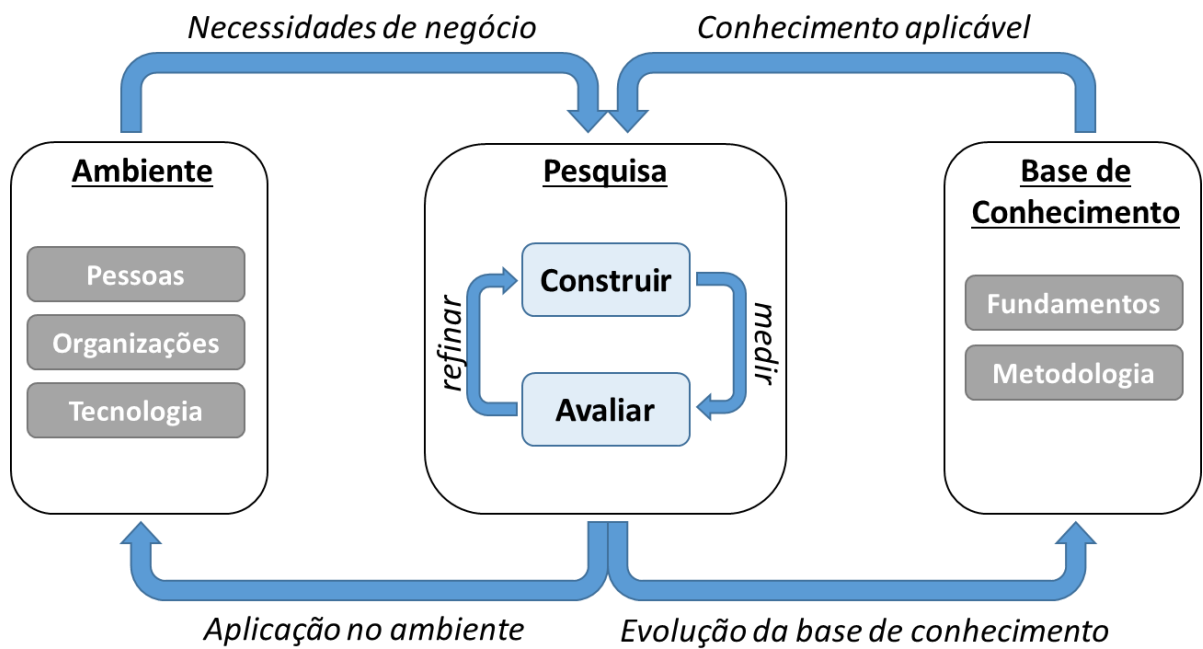 Necessidades de negócio
Conhecimento aplicável
Ambiente
Pessoas
Organizações
Tecnologia
Pesquisa
Construir
refinar
medir
Avaliar
Base de
Conhecimento
Fundamentos
Metodologia
Aplicação no ambiente
Evolução da base de conhecimento